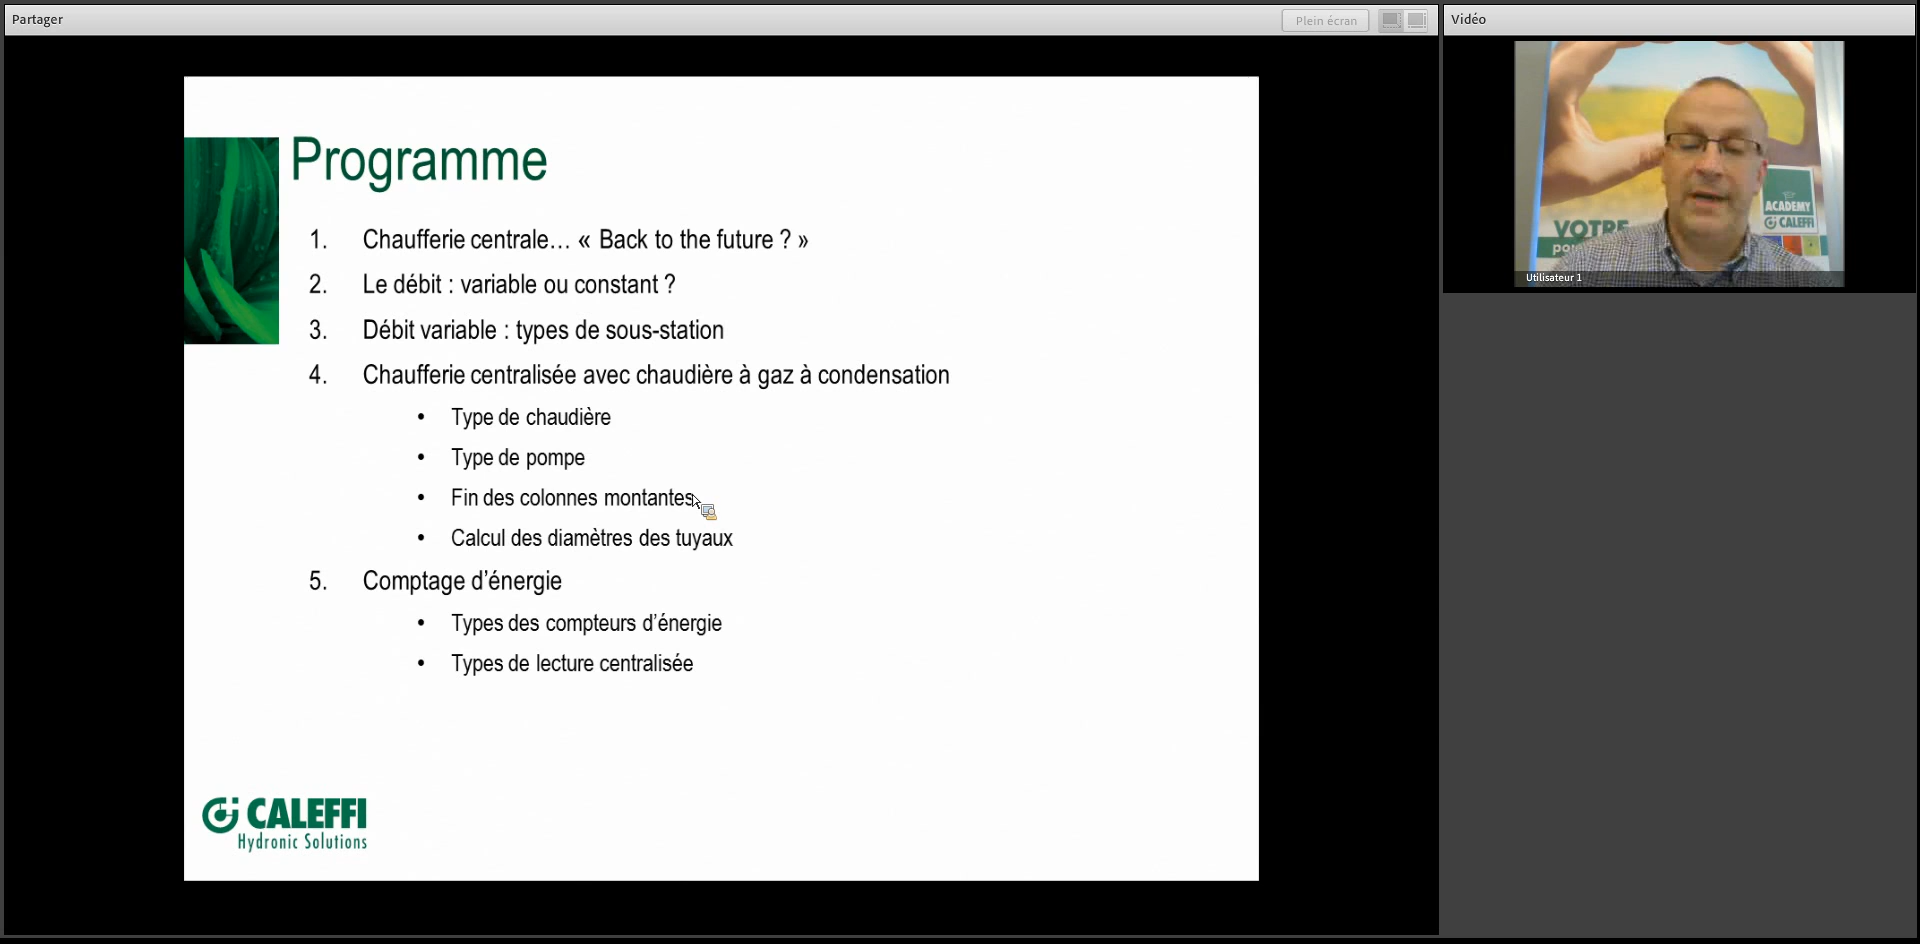 Partager
Plein écran
Vidéo
Programme
1. Chaufferie centrale… « Back to the future ? »
2. Le débit : variable ou constant ?
3. Débit variable : types de sous-station
4. Chaufferie centralisée avec chaudière à gaz à condensation
• Type de chaudière
• Type de pompe
• Fin des colonnes montantes
• Calcul des diamètres des tuyaux
5. Comptage d’énergie
• Types des compteurs d’énergie
• Types de lecture centralisée
CALEFFI
Hydronic Solutions
ACADEMY
CALEFFI
VOTRE
Utilisateur 1